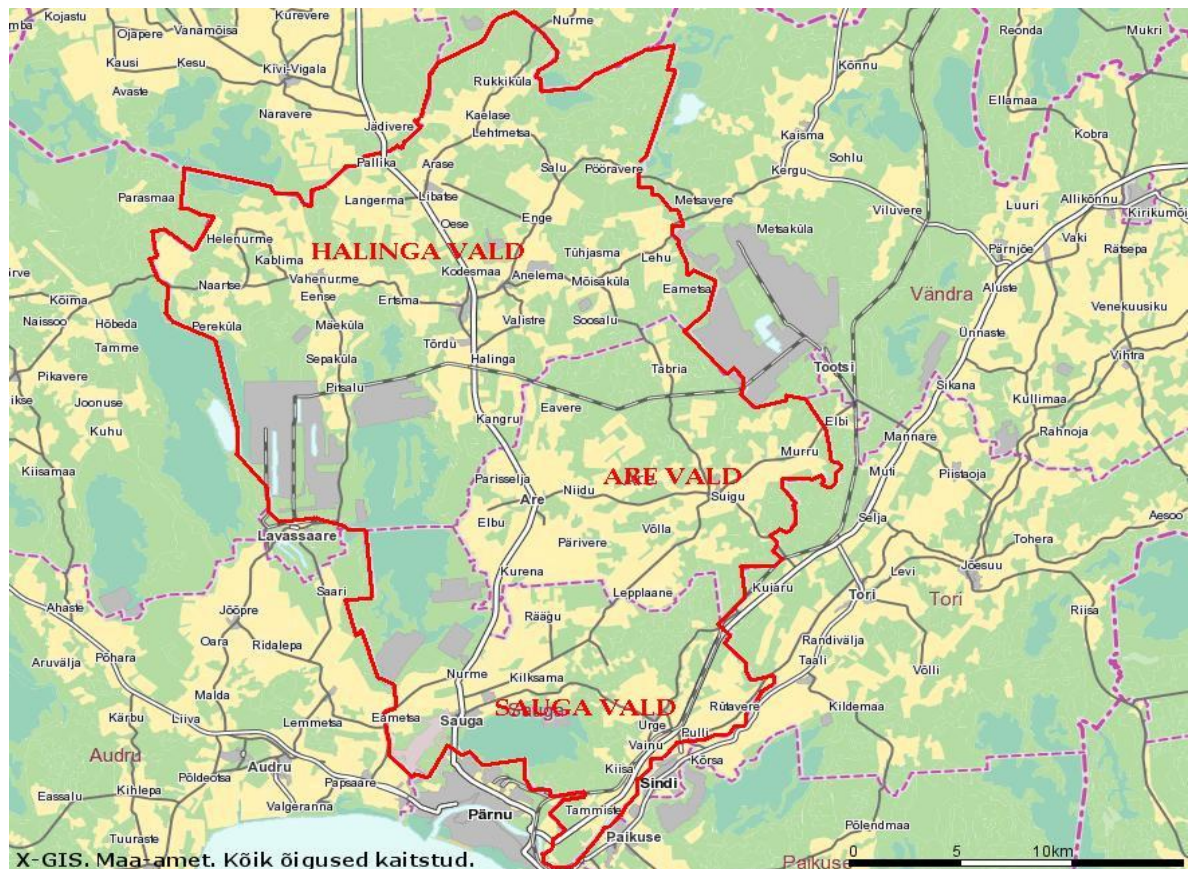 Kojastu
Vanamõisa
Kurevere
Nurme
Reonda
Mukri
Ojapere
Kausi
Kesu
Kivi-Vigala
Rukkiküla
Kõnnu
Avaste
Ellamaa
Naravere
Jädivere
Kaelase
Lehtmetsa
Kaisma
Kobra
Pallika
Arase
Salu
Pööravere
Sohlu
Kergu
Parasmaa
Langerma
Libatse
Metsavere
Luuri
Allikõnnu
Enge
Viluvere
Kirikumõi
Oese
Metsaküla
Vaki
Helenurme
HALINGA VALD
Tühjasma
Lehu
Pärnjõe
Rätsepa
Kablima
Kodesmaa
Anelema
Mõisaküla
Eametsa
Aluste
Kõima
Naartse
Vahenurme
Eense
Ertsma
Vändra
Venekuusiku
Naissoo
Hõbeda
Pereküla
Mäeküla
Valistre
Soosalu
Ünnaste
Tamme
Tõrdu
Vihtra
Sepaküla
Halinga
Tabria
Tootsi
Pikavere
Pitsalu
Sikana
Joonuse
Eavere
Kullimaa
Kuhu
Kangru
Elbi
Rahnoja
Mannare
Murru
Kiisamaa
Parisselja
ARE VALD
Muti
Piistaoja
Niidu
Are
Suigu
Elbu
Võlla
Selja
Aesoo
Lavassaare
Pärivere
Tohera
Kurena
Levi
Jõesuu
Saari
Lepplaane
Kuiaru
Tori
Tori
Ahaste
Jööpre
Räägu
Riisa
Oara
Ridalepa
Randivälja
Aruvälja
Põhara
Taali
Võlli
Nurme
Kilksama
Malda
SAUGA VALD
Rütavere
Kildemaa
Kärbu
Liiva
Lemmetsa
Eametsa
Sauga
Urge
Pulli
Vainu
Audru
Audru
Kiisa
Kõrsa
Põldeotsa
Papsaare
Sindi
Eassalu
Kihlepa
Valgeranna
Pärnu
Tammiste
Paikuse
Põlendmaa
Tuuraste
Paikuse
X-GIS. Maa-amet. Kõik õigused kaitstud.
0 5 10km